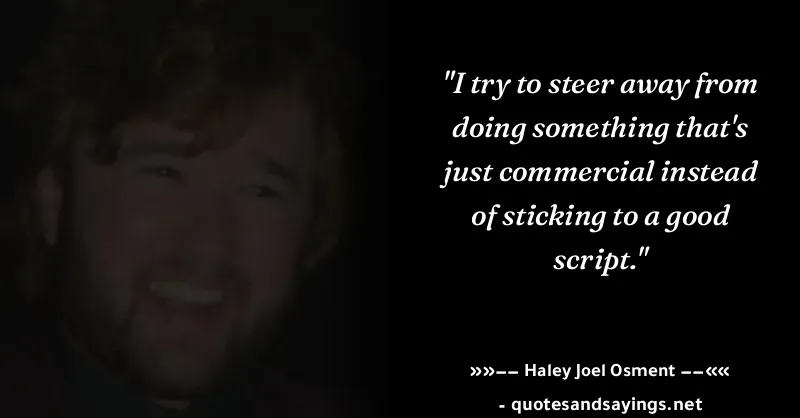 "I try to steer away from
doing something that's
just commercial instead
of sticking to a good
script."
»»−− Haley Joel Osment −−««
- quotesandsayings.net